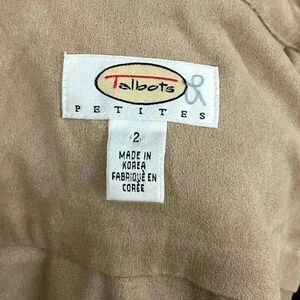 Talbots
PETITES
2
MADE IN
KOREA
FABRIQUÉ EN
CORÉE